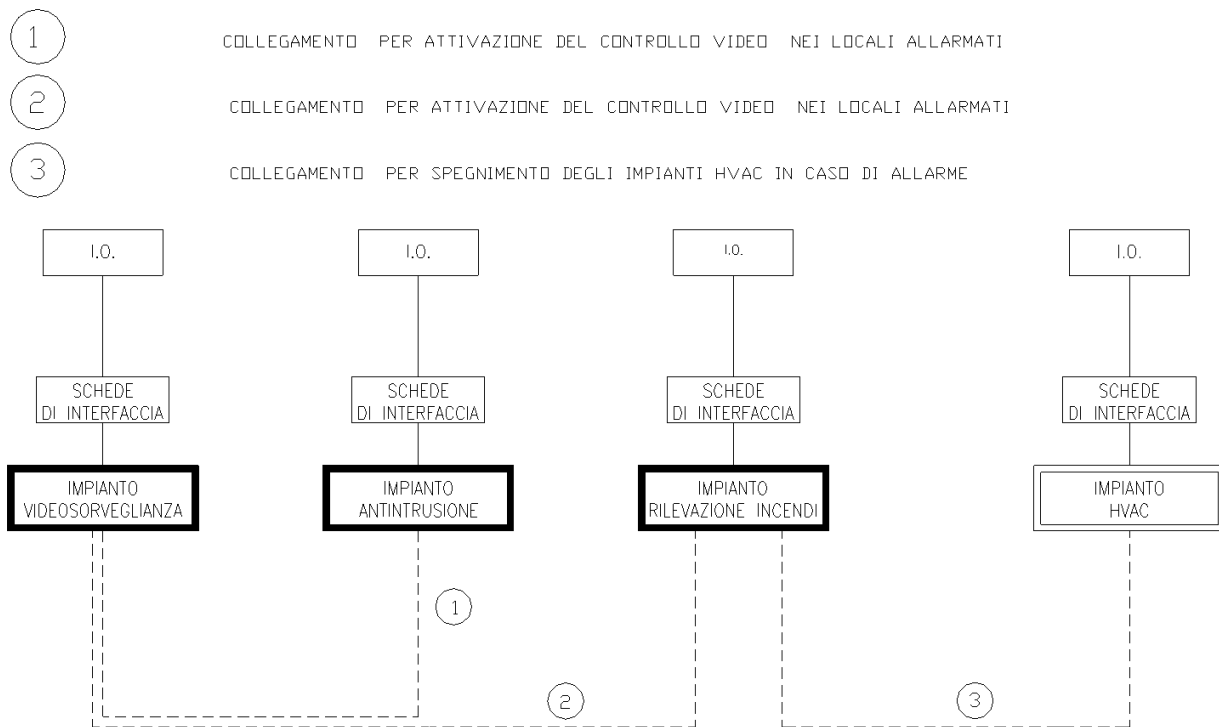 1 COLLEGAMENTO PER ATTIVAZIONE DEL CONTROLLO VIDEO NEI LOCALI ALLARMATI
2 COLLEGAMENTO PER ATTIVAZIONE DEL CONTROLLO VIDEO NEI LOCALI ALLARMATI
3 COLLEGAMENTO PER SPEGNIMENTO DEGLI IMPIANTI HVAC IN CASO DI ALLARME
I.O.
I.O.
I.O.
I.O.
SCHEDE
DI INTERFACCIA
SCHEDE
DI INTERFACCIA
SCHEDE
DI INTERFACCIA
SCHEDE
DI INTERFACCIA
IMPIANTO
VIDEOSORVEGLIANZA
IMPIANTO
ANTINTRUSIONE
IMPIANTO
RILEVAZIONE INCENDI
IMPIANTO
HVAC
1
2
3